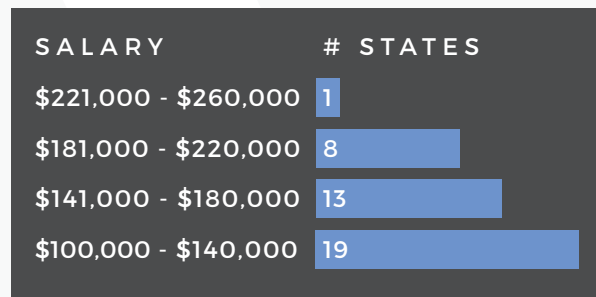 SALARY # STATES
$221,000 - $260,000 1
$181,000 - $220,000 8
$141,000 - $180,000 13
$100,000 - $140,000 19